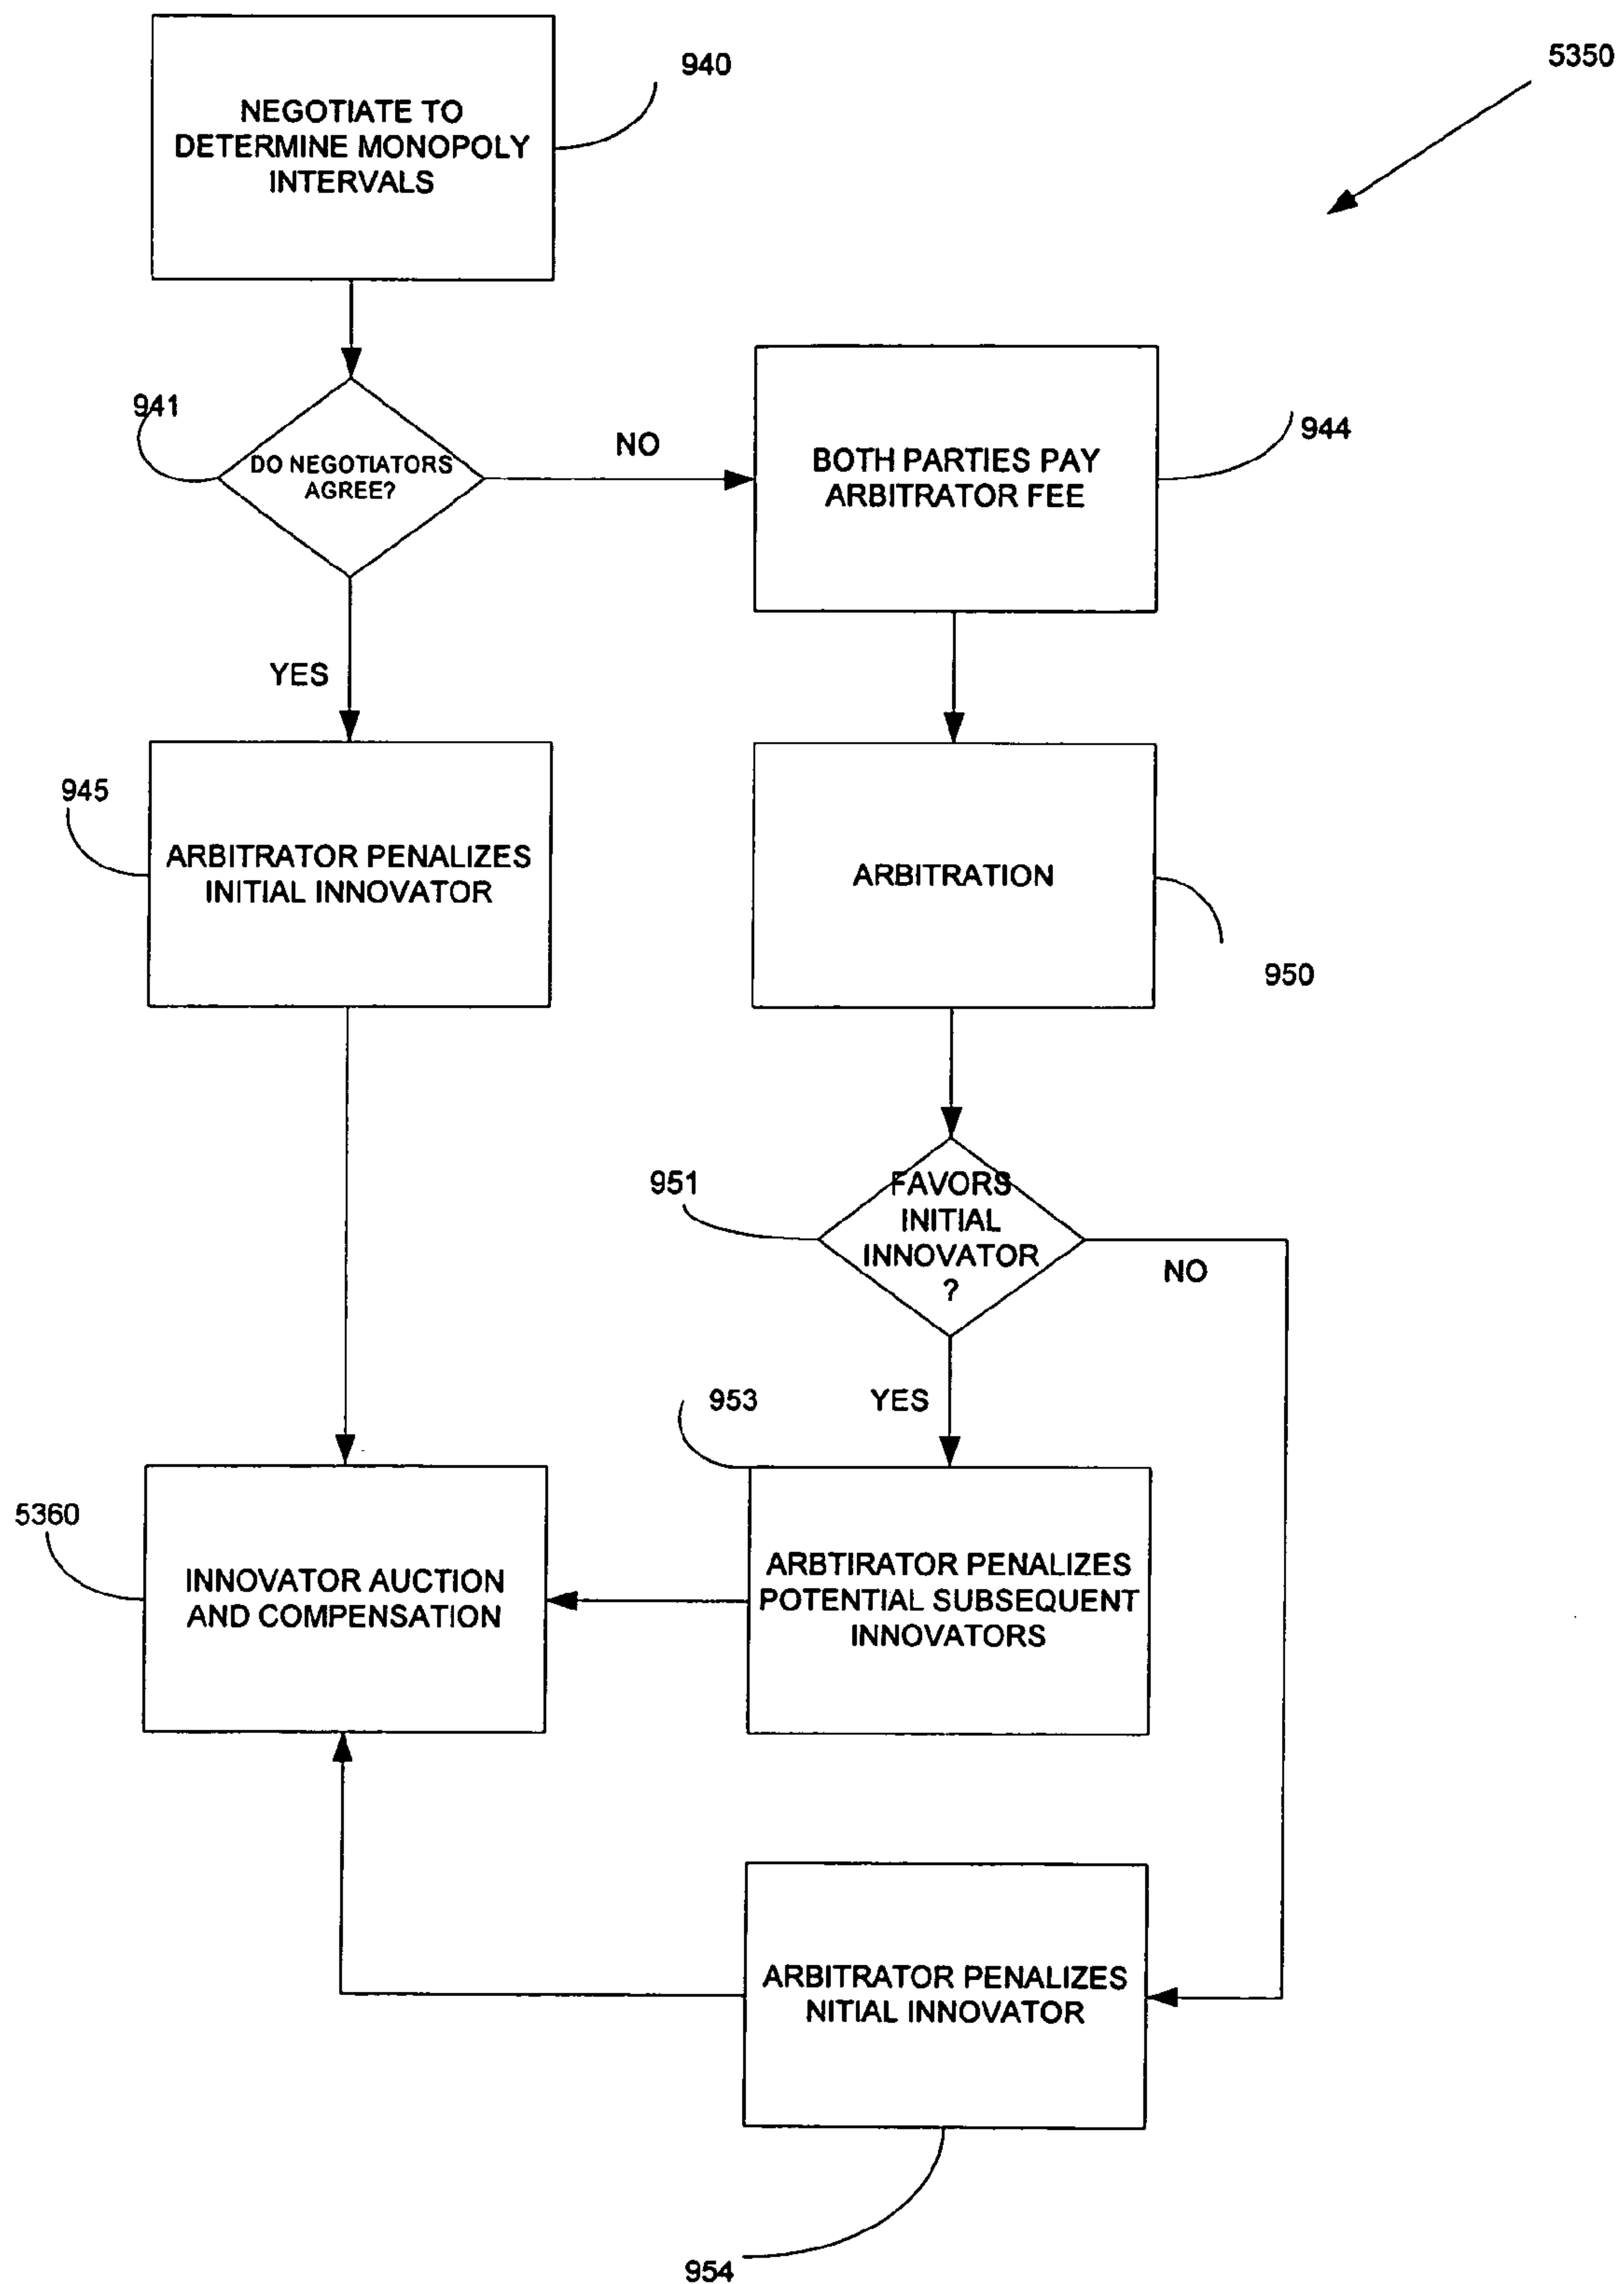 5350
940
NEGOTIATE TO
DETERMINE MONOPOLY
INTERVALS
941
DO NEGOTIATORS
AGREE?
NO
BOTH PARTIES PAY
ARBITRATOR FEE
944
YES
945
ARBITRATOR PENALIZES
INITIAL INNOVATOR
ARBITRATION
950
951
FAVORS
INITIAL
INNOVATOR
?
NO
YES
953
5360
INNOVATOR AUCTION
AND COMPENSATION
ARBTIRATOR PENALIZES
POTENTIAL SUBSEQUENT
INNOVATORS
ARBITRATOR PENALIZES
NITIAL INNOVATOR
954